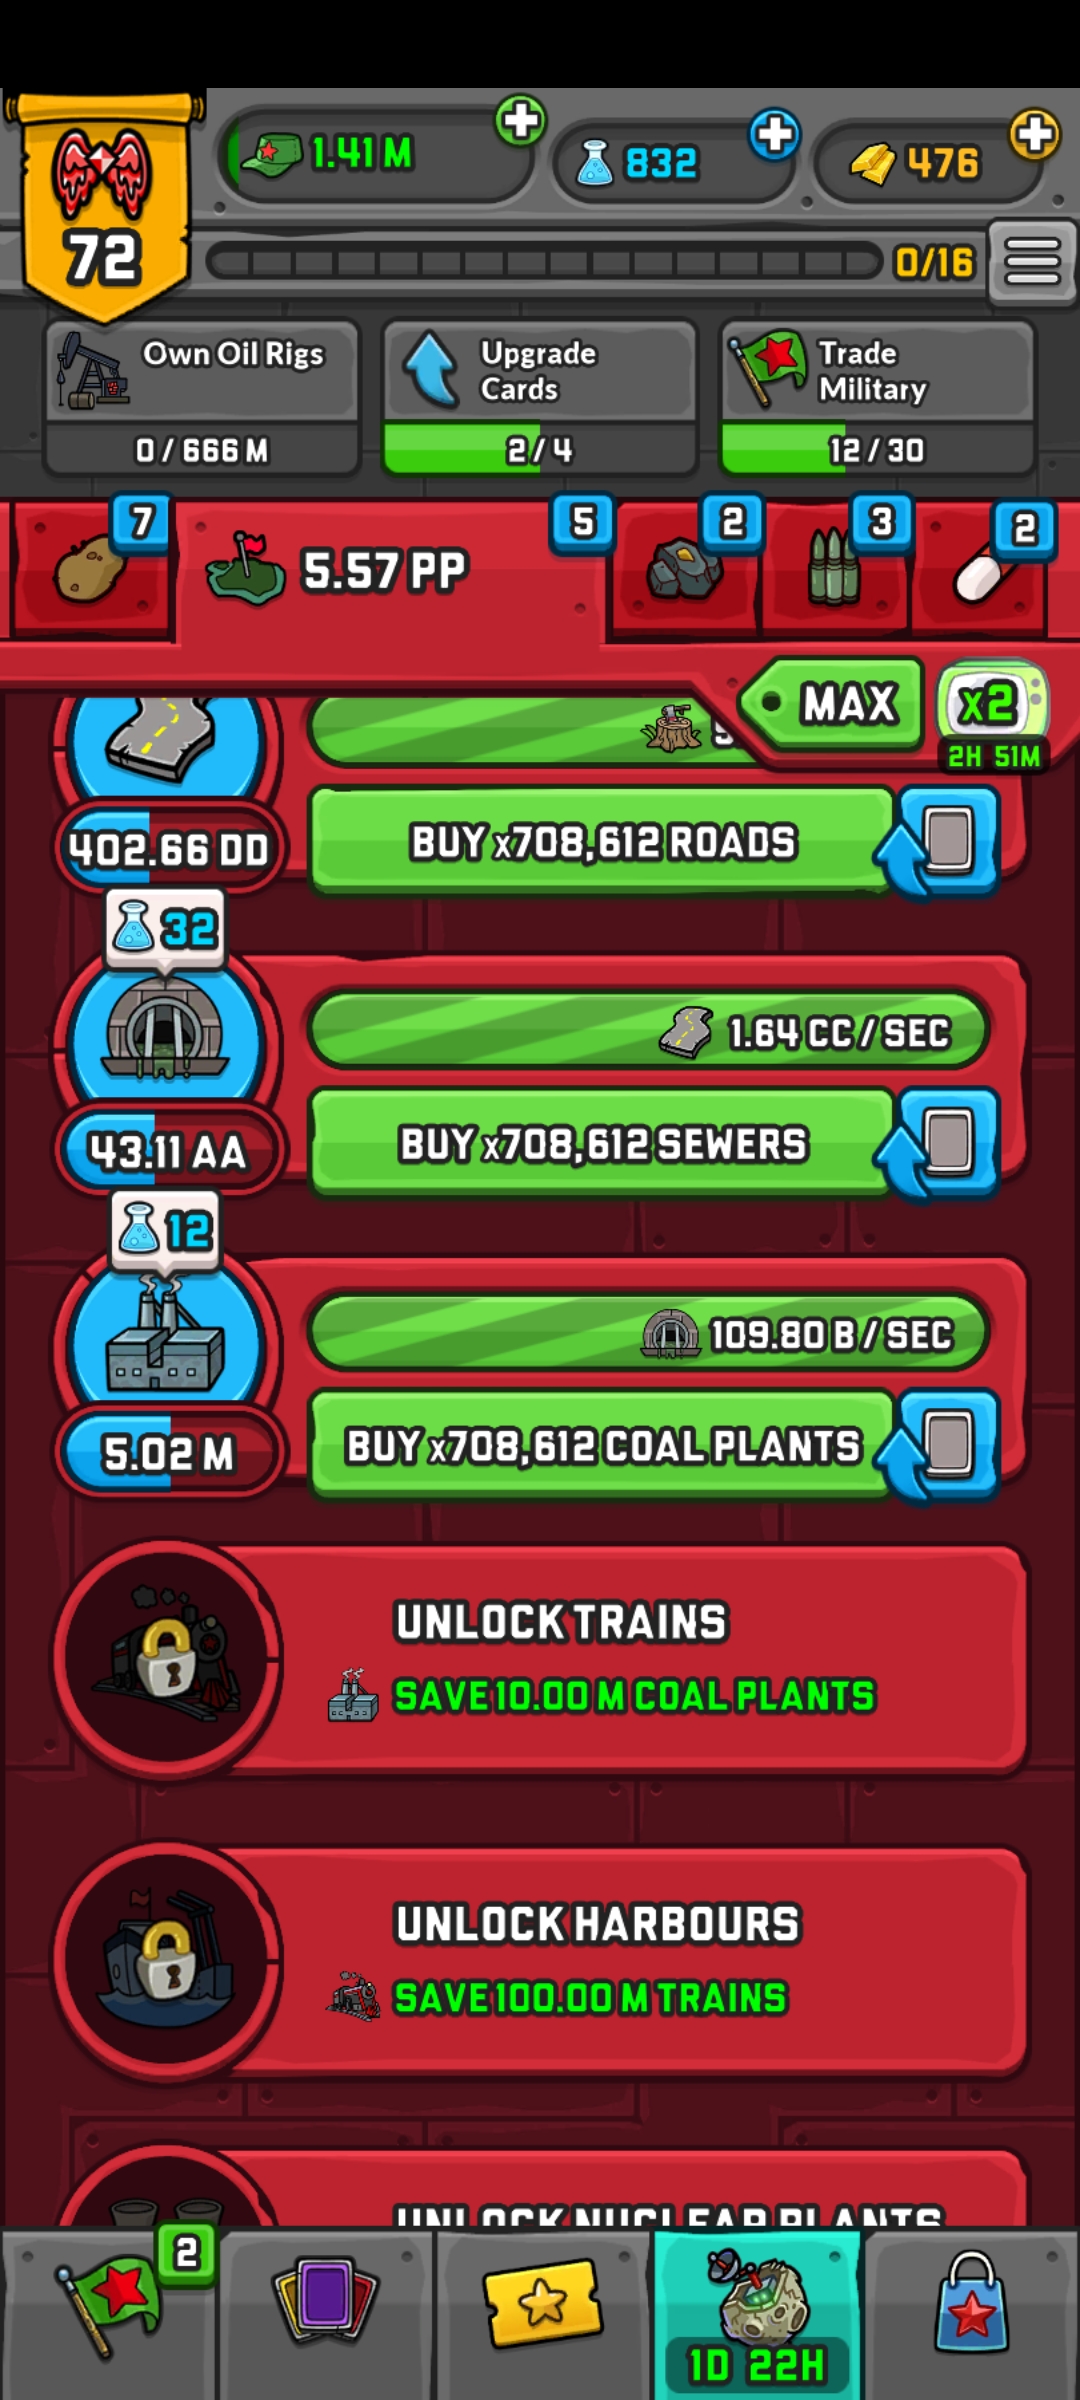 1.41 M
832
476
72
0/16
Own Oil Rigs
0 / 666 M
Upgrade
Cards
2 / 4
Trade
Military
12 / 30
7
5.57 PP
5
2
3
2
MAX
x2
2H 51M
402.66 DD
BUY x708,612 ROADS
32
1.64 CC / SEC
43.11 AA
BUY x708,612 SEWERS
12
109.80 B / SEC
5.02 M
BUY x708,612 COAL PLANTS
UNLOCK TRAINS
SAVE 10.00 M COAL PLANTS
UNLOCK HARBOURS
SAVE 100.00 M TRAINS
UNLOCK NUCLEAR PLANTS
2
1D 22H